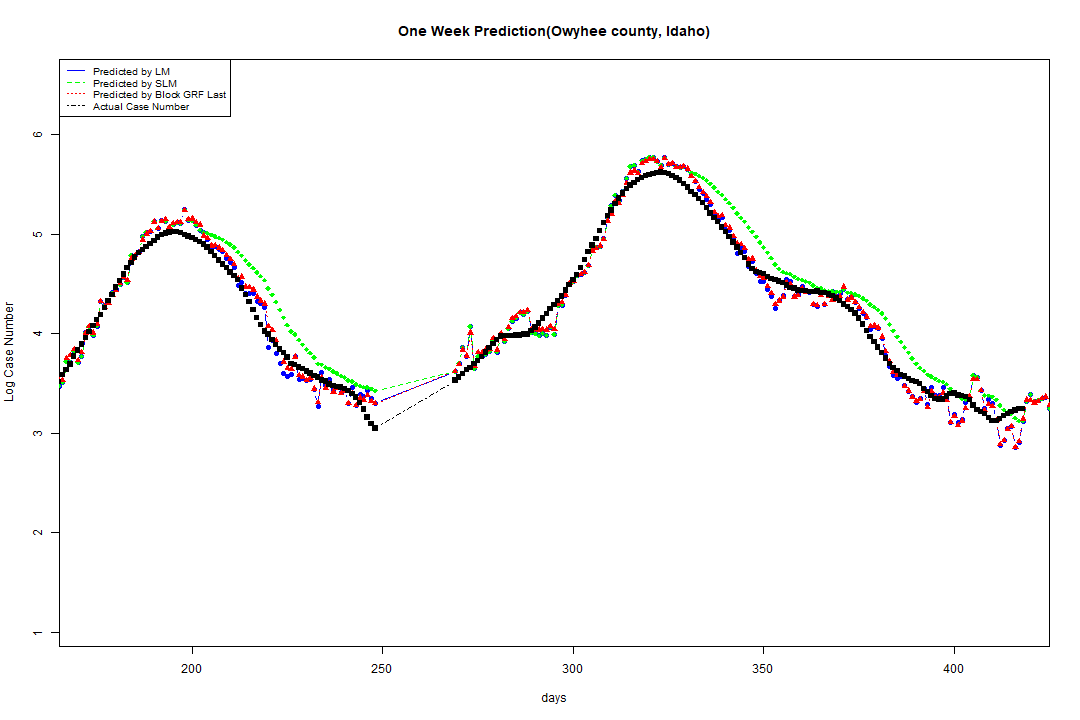 One Week Prediction(Owyhee county, Idaho)
Predicted by LM
Predicted by SLM
Predicted by Block GRF Last
Actual Case Number
Log Case Number
6
5
4
3
2
1
200 250 300 350 400
days